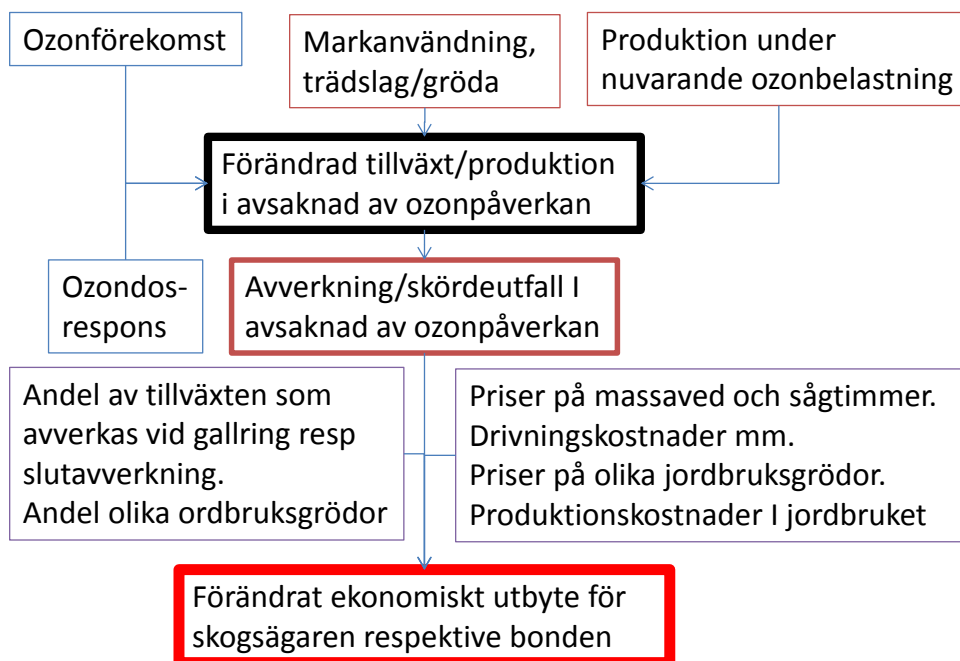 Ozonförekomst
Markanvändning,
trädslag/gröda
Produktion under
nuvarande ozonbelastning
Förändrad tillväxt/produktion
i avsaknad av ozonpåverkan
Ozondos-
respons
Avverkning/skördeutfall I
avsaknad av ozonpåverkan
Andel av tillväxten som
avverkas vid gallring resp
slutavverkning.
Andel olika ordbruksgrödor
Priser på massaved och sågtimmer.
Drivningskostnader mm.
Priser på olika jordbruksgrödor.
Produktionskostnader I jordbruket
Förändrat ekonomiskt utbyte för
skogsägaren respektive bonden